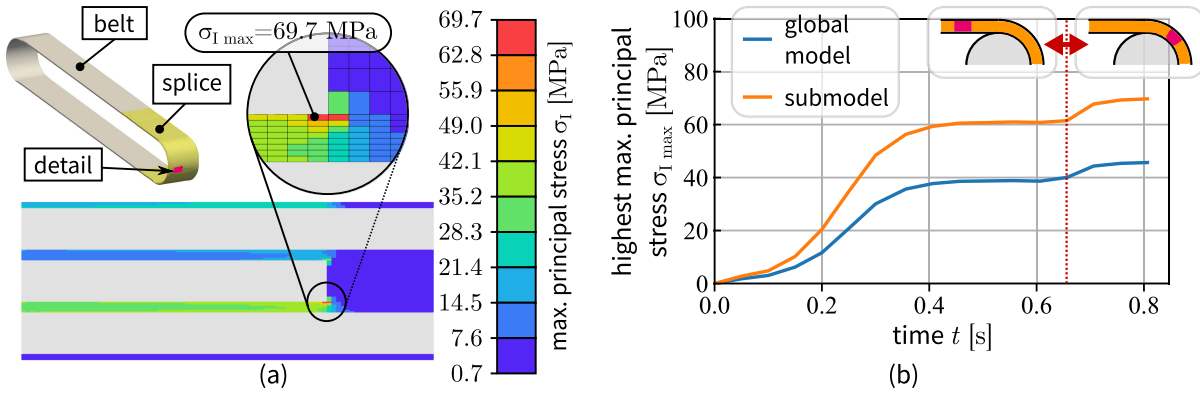 belt
splice
detail
σI max=69.7 MPa
69.7
62.8
55.9
49.0
42.1
35.2
28.3
21.4
14.5
7.6
0.7
max. principal stress σI [MPa]
(a)
highest max. principal
stress σI max [MPa]
100
80
60
40
20
0
global
model
submodel
0.0
0.2
0.4
0.6
0.8
time t [s]
(b)